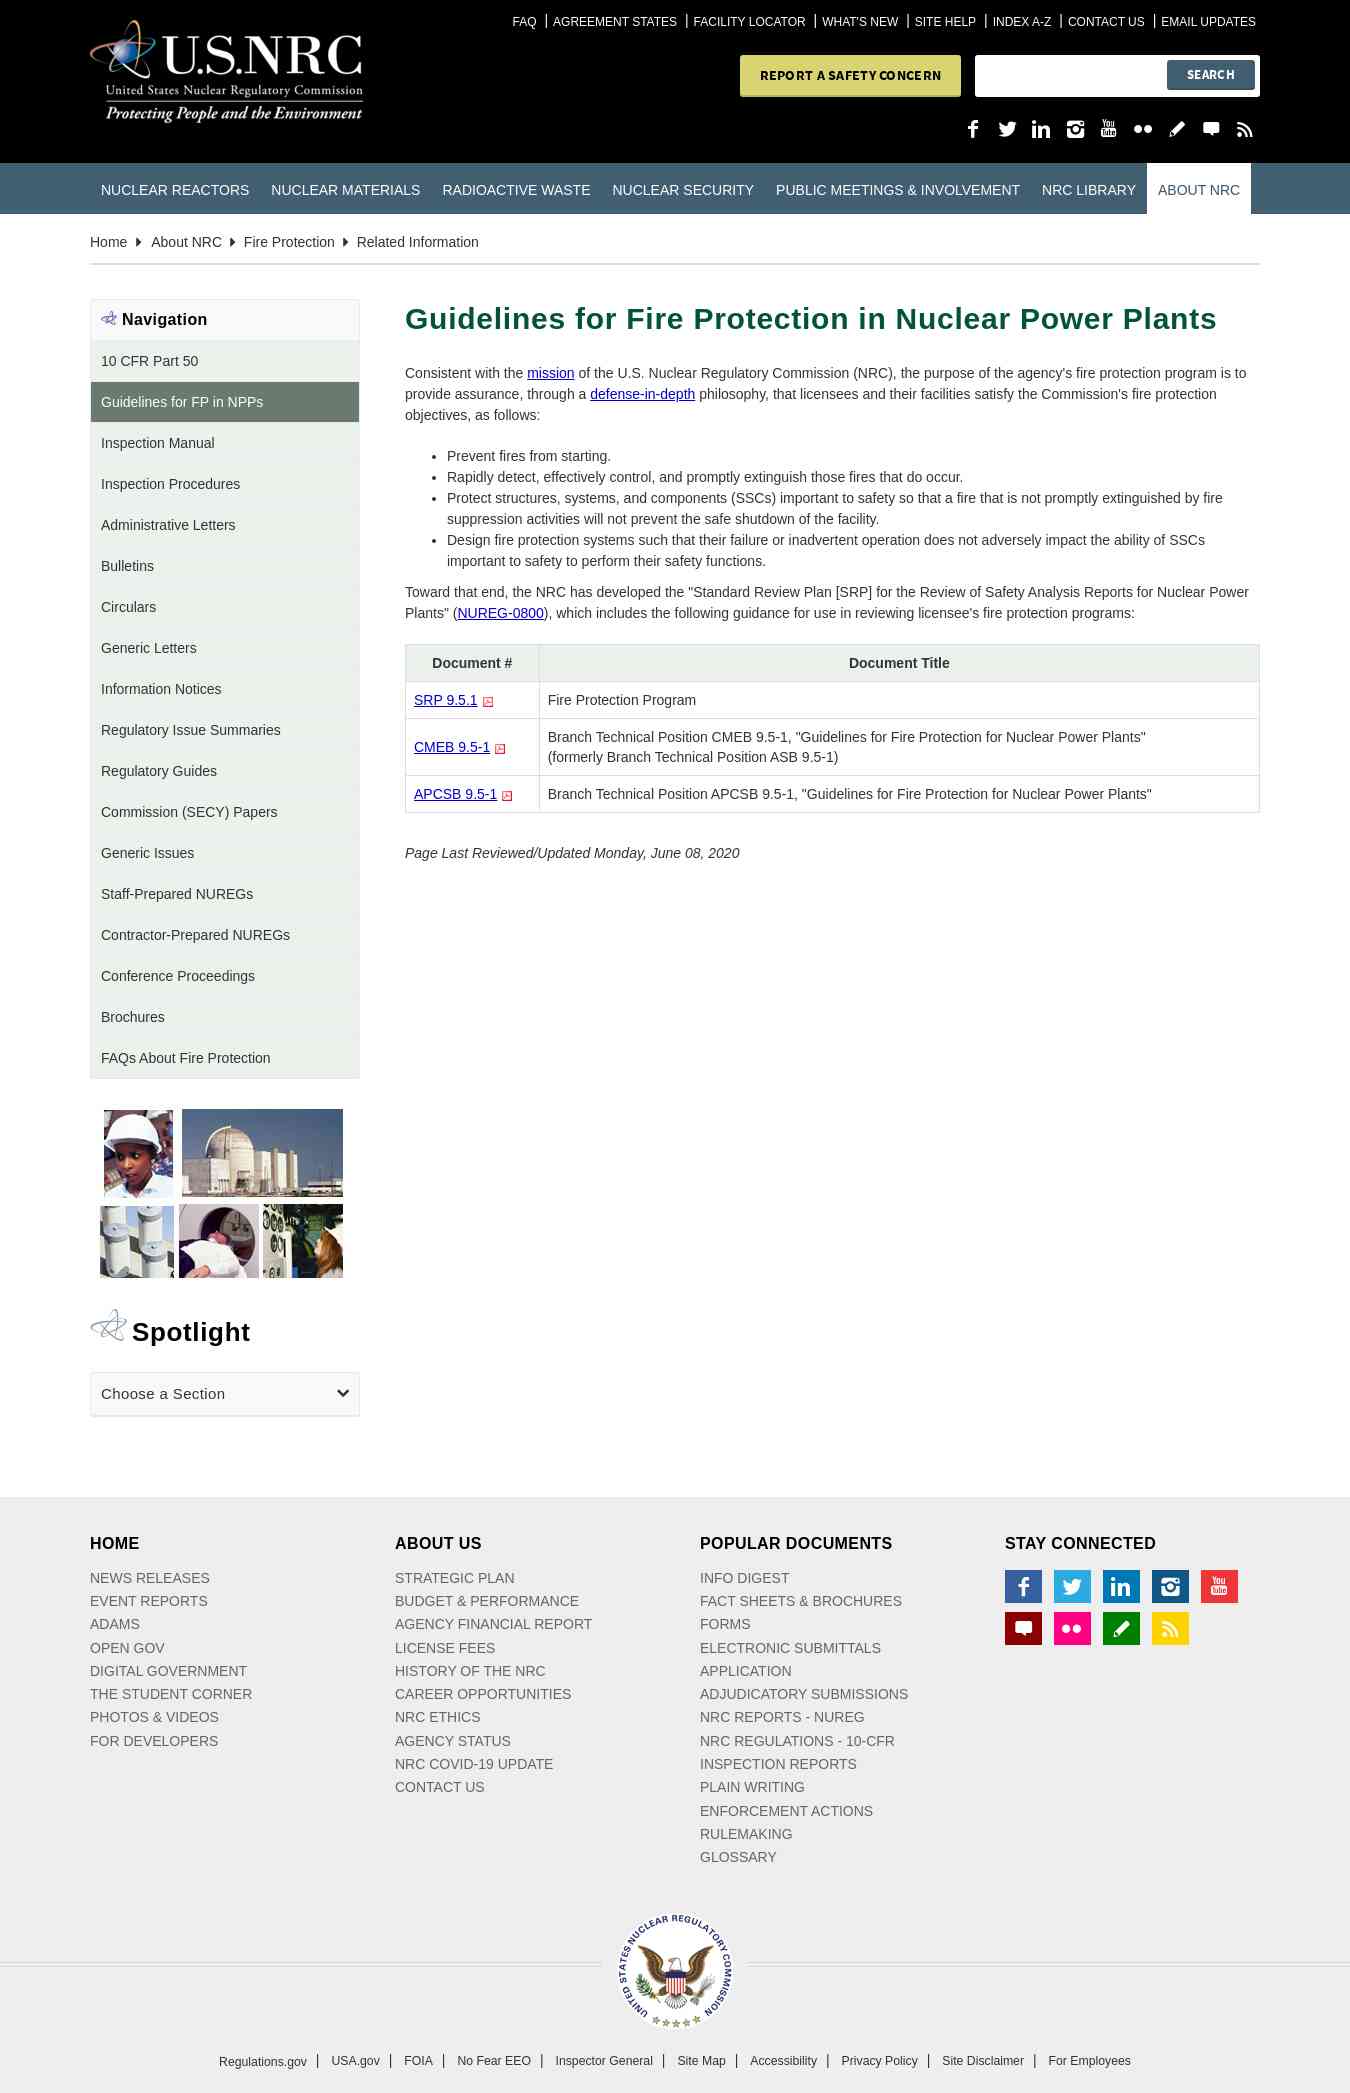 FAQ | AGREEMENT STATES | FACILITY LOCATOR | WHAT'S NEW | SITE HELP | INDEX A-Z | CONTACT US | EMAIL UPDATES
U.S.NRC
United States Nuclear Regulatory Commission
Protecting People and the Environment
REPORT A SAFETY CONCERN
SEARCH
You Tube
NUCLEAR REACTORS NUCLEAR MATERIALS RADIOACTIVE WASTE NUCLEAR SECURITY PUBLIC MEETINGS & INVOLVEMENT NRC LIBRARY ABOUT NRC
Home About NRC Fire Protection Related Information
Navigation
10 CFR Part 50
Guidelines for FP in NPPs
Inspection Manual
Inspection Procedures
Administrative Letters
Bulletins
Circulars
Generic Letters
Information Notices
Regulatory Issue Summaries
Regulatory Guides
Commission (SECY) Papers
Generic Issues
Staff-Prepared NUREGs
Contractor-Prepared NUREGs
Conference Proceedings
Brochures
FAQs About Fire Protection
Spotlight
Choose a Section
Guidelines for Fire Protection in Nuclear Power Plants
Consistent with the mission of the U.S. Nuclear Regulatory Commission (NRC), the purpose of the agency's fire protection program is to
provide assurance, through a defense-in-depth philosophy, that licensees and their facilities satisfy the Commission's fire protection
objectives, as follows:
• Prevent fires from starting.
• Rapidly detect, effectively control, and promptly extinguish those fires that do occur.
• Protect structures, systems, and components (SSCs) important to safety so that a fire that is not promptly extinguished by fire
suppression activities will not prevent the safe shutdown of the facility.
• Design fire protection systems such that their failure or inadvertent operation does not adversely impact the ability of SSCs
important to safety to perform their safety functions.
Toward that end, the NRC has developed the "Standard Review Plan [SRP] for the Review of Safety Analysis Reports for Nuclear Power
Plants" (NUREG-0800), which includes the following guidance for use in reviewing licensee's fire protection programs:
Document # Document Title
SRP 9.5.1 Fire Protection Program
CMEB 9.5-1 Branch Technical Position CMEB 9.5-1, "Guidelines for Fire Protection for Nuclear Power Plants"
(formerly Branch Technical Position ASB 9.5-1)
APCSB 9.5-1 Branch Technical Position APCSB 9.5-1, "Guidelines for Fire Protection for Nuclear Power Plants"
Page Last Reviewed/Updated Monday, June 08, 2020
HOME
NEWS RELEASES
EVENT REPORTS
ADAMS
OPEN GOV
DIGITAL GOVERNMENT
THE STUDENT CORNER
PHOTOS & VIDEOS
FOR DEVELOPERS
ABOUT US
STRATEGIC PLAN
BUDGET & PERFORMANCE
AGENCY FINANCIAL REPORT
LICENSE FEES
HISTORY OF THE NRC
CAREER OPPORTUNITIES
NRC ETHICS
AGENCY STATUS
NRC COVID-19 UPDATE
CONTACT US
POPULAR DOCUMENTS
INFO DIGEST
FACT SHEETS & BROCHURES
FORMS
ELECTRONIC SUBMITTALS
APPLICATION
ADJUDICATORY SUBMISSIONS
NRC REPORTS - NUREG
NRC REGULATIONS - 10-CFR
INSPECTION REPORTS
PLAIN WRITING
ENFORCEMENT ACTIONS
RULEMAKING
GLOSSARY
STAY CONNECTED
You Tube
UNITED STATES NUCLEAR REGULATORY COMMISSION
Regulations.gov | USA.gov | FOIA | No Fear EEO | Inspector General | Site Map | Accessibility | Privacy Policy | Site Disclaimer | For Employees